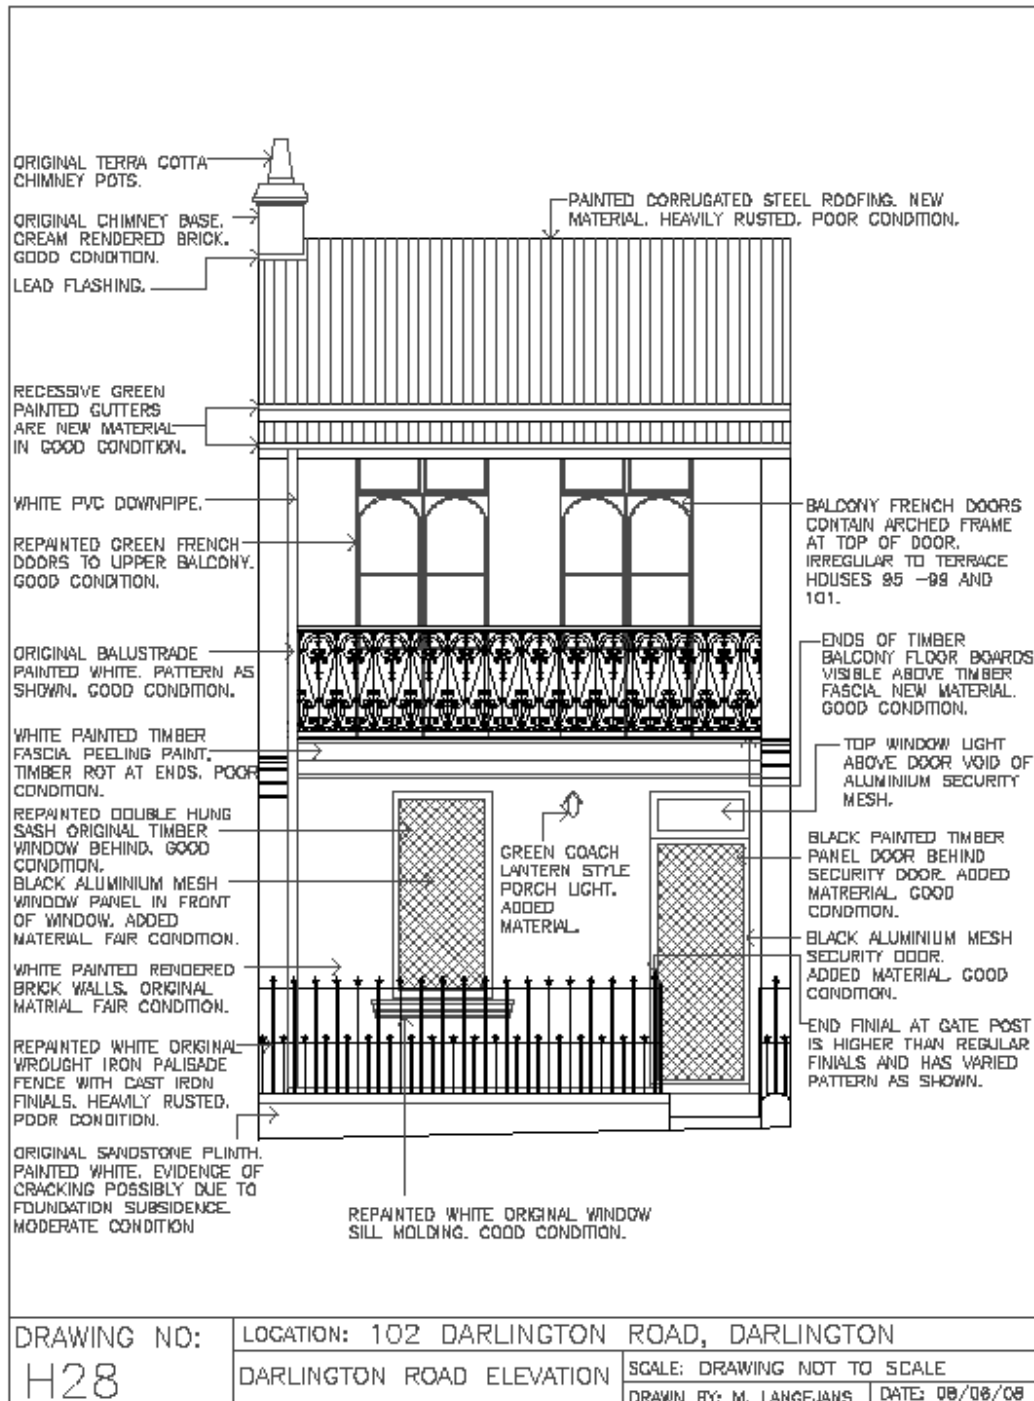 ORIGINAL TERRA COTTA
CHIMNEY POTS.
ORIGINAL CHIMNEY BASE.
CREAM RENDERED BRICK.
GOOD CONDITION.
LEAD FLASHING.
PAINTED CORRUGATED STEEL ROOFING. NEW
MATERIAL. HEAVILY RUSTED. POOR CONDITION.
RECESSIVE GREEN
PAINTED GUTTERS
ARE NEW MATERIAL
IN GOOD CONDITION.
WHITE PVC DOWNPIPE.
REPAINTED GREEN FRENCH
DOORS TO UPPER BALCONY.
GOOD CONDITION.
BALCONY FRENCH DOORS
CONTAIN ARCHED FRAME
AT TOP OF DOOR.
IRREGULAR TO TERRACE
HOUSES 95 -99 AND
101.
ORIGINAL BALUSTRADE
PAINTED WHITE. PATTERN AS
SHOWN. GOOD CONDITION.
ENDS OF TIMBER
BALCONY FLOOR BOARDS
VISIBLE ABOVE TIMBER
FASCIA. NEW MATERIAL.
GOOD CONDITION.
WHITE PAINTED TIMBER
FASCIA. PEELING PAINT.
TIMBER ROT AT ENDS. POOR
CONDITION.
TOP WINDOW LIGHT
ABOVE DOOR VOID OF
ALUMINIUM SECURITY
MESH.
REPAINTED DOUBLE HUNG
SASH ORIGINAL TIMBER
WINDOW BEHIND. GOOD
CONDITION.
BLACK ALUMINIUM MESH
WINDOW PANEL IN FRONT
OF WINDOW. ADDED
MATERIAL. FAIR CONDITION.
GREEN COACH
LANTERN STYLE
PORCH LIGHT.
ADDED
MATERIAL.
BLACK PAINTED TIMBER
PANEL DOOR BEHIND
SECURITY DOOR. ADDED
MATRERIAL. GOOD
CONDITION.
BLACK ALUMINIUM MESH
SECURITY DOOR.
ADDED MATERIAL. GOOD
CONDITION.
WHITE PAINTED RENDERED
BRICK WALLS. ORIGINAL
MATRIAL. FAIR CONDITION.
END FINIAL AT GATE POST
IS HIGHER THAN REGULAR
FINIALS AND HAS VARIED
PATTERN AS SHOWN.
REPAINTED WHITE ORIGINAL
WROUGHT IRON PALISADE
FENCE WITH CAST IRON
FINIALS. HEAVILY RUSTED.
POOR CONDITION.
ORIGINAL SANDSTONE PLINTH.
PAINTED WHITE. EVIDENCE OF
CRACKING POSSIBLY DUE TO
FOUNDATION SUBSIDENCE.
MODERATE CONDITION
REPAINTED WHITE ORIGINAL WINDOW
SILL MOLDING. GOOD CONDITION.
DRAWING NO:
H28
LOCATION: 102 DARLINGTON ROAD, DARLINGTON
DARLINGTON ROAD ELEVATION
SCALE: DRAWING NOT TO SCALE
DRAWN BY: M. LANGEJANS
DATE: 08/06/08